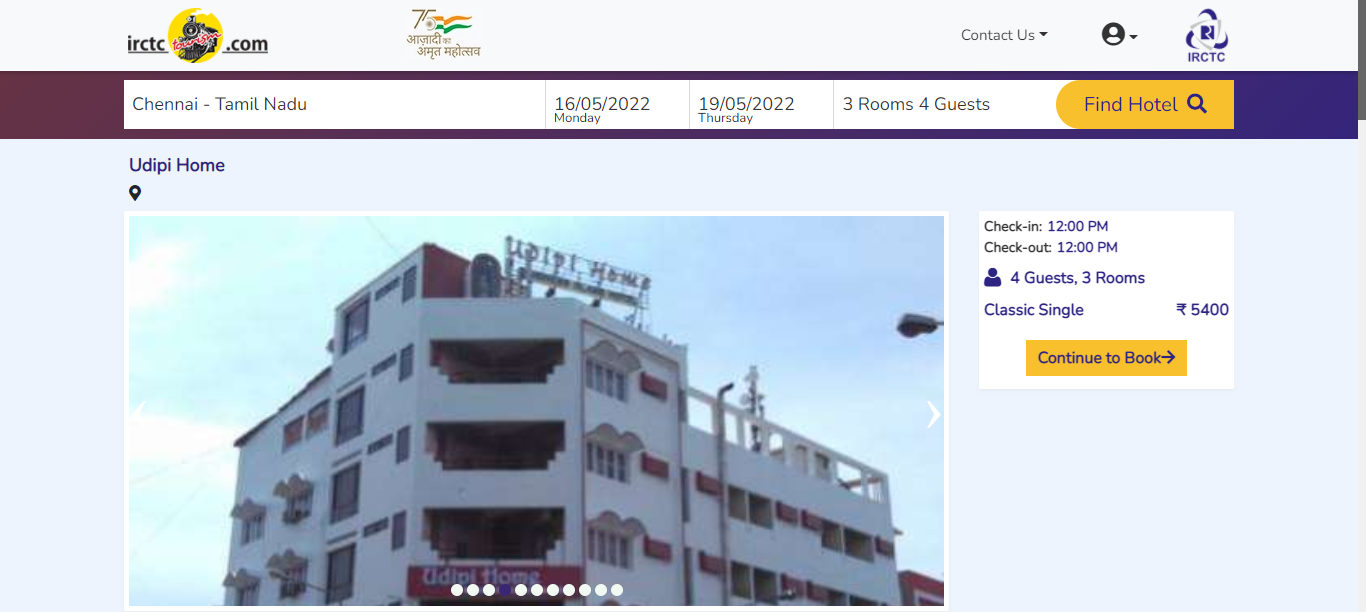 irctc tourism .com
75
आज़ादी का
अमृत महोत्सव
Contact Us
IRCTC
Chennai - Tamil Nadu
16/05/2022
Monday
19/05/2022
Thursday
3 Rooms 4 Guests
Find Hotel
Udipi Home
Check-in: 12:00 PM
Check-out: 12:00 PM
4 Guests, 3 Rooms
Classic Single ₹ 5400
Continue to Book
Udipi Home
Udipi Home